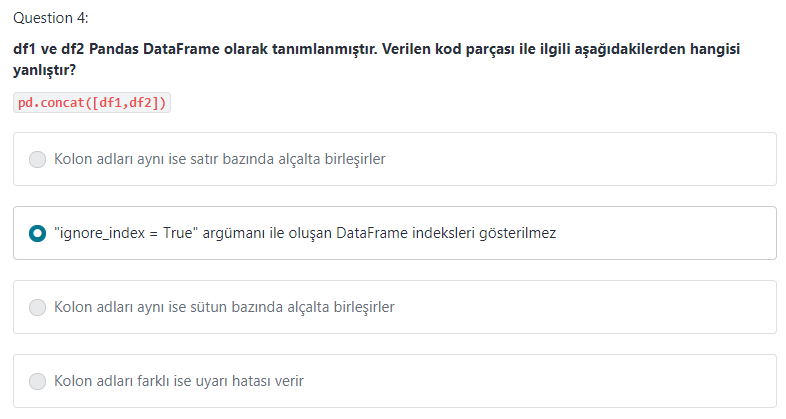 Question 4:
df1 ve df2 Pandas DataFrame olarak tanımlanmıştır. Verilen kod parçası ile ilgili aşağıdakilerden hangisi
yanlıştır?
pd.concat([df1,df2])
Kolon adları aynı ise satır bazında alçalta birleşirler
"ignore_index = True" argümanı ile oluşan DataFrame indeksleri gösterilmez
Kolon adları aynı ise sütun bazında alçalta birleşirler
Kolon adları farklı ise uyarı hatası verir